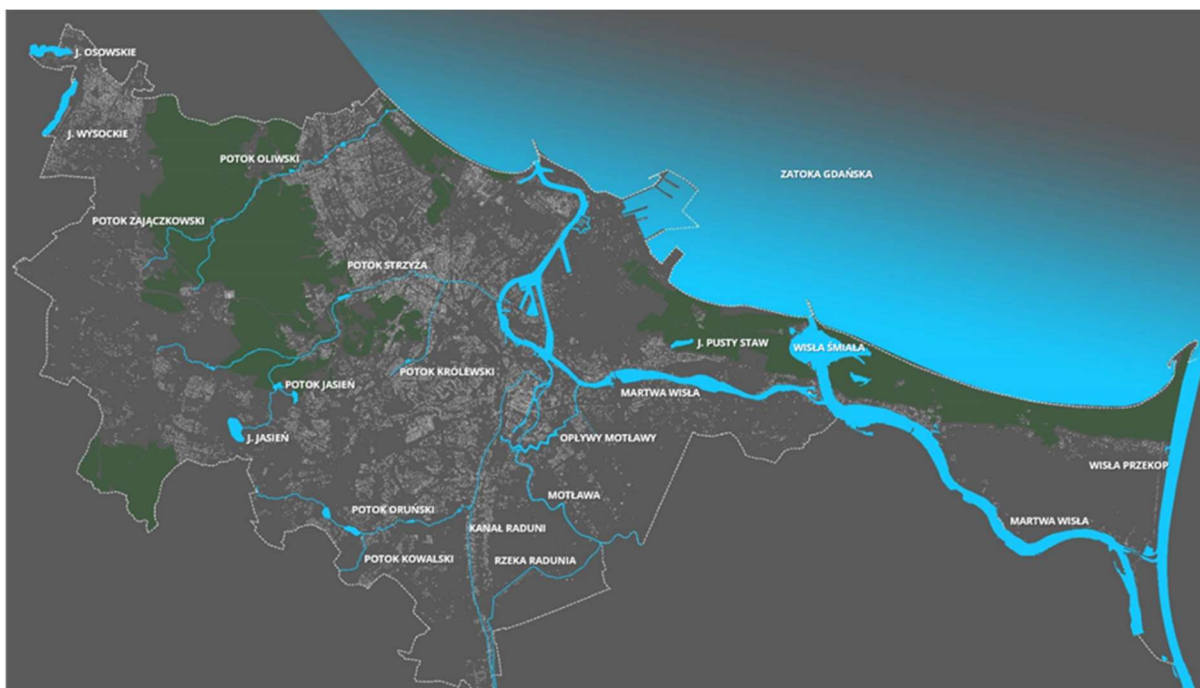 J. OSOWSKIE
J. WYSOCKIE
POTOK OLIWSKI
ZATOKA GDAŃSKA
POTOK ZAJĄCZKOWSKI
POTOK STRZYŻA
J. PUSTY STAW
WISŁA ŚMIAŁA
POTOK KRÓLEWSKI
POTOK JASIEŃ
MARTWA WISŁA
J. JASIEŃ
OPŁYWY MOTŁAWY
WISŁA PRZEKOP
MOTŁAWA
POTOK ORUŃSKI
MARTWA WISŁA
KANAŁ RADUNI
POTOK KOWALSKI
RZEKA RADUNIA